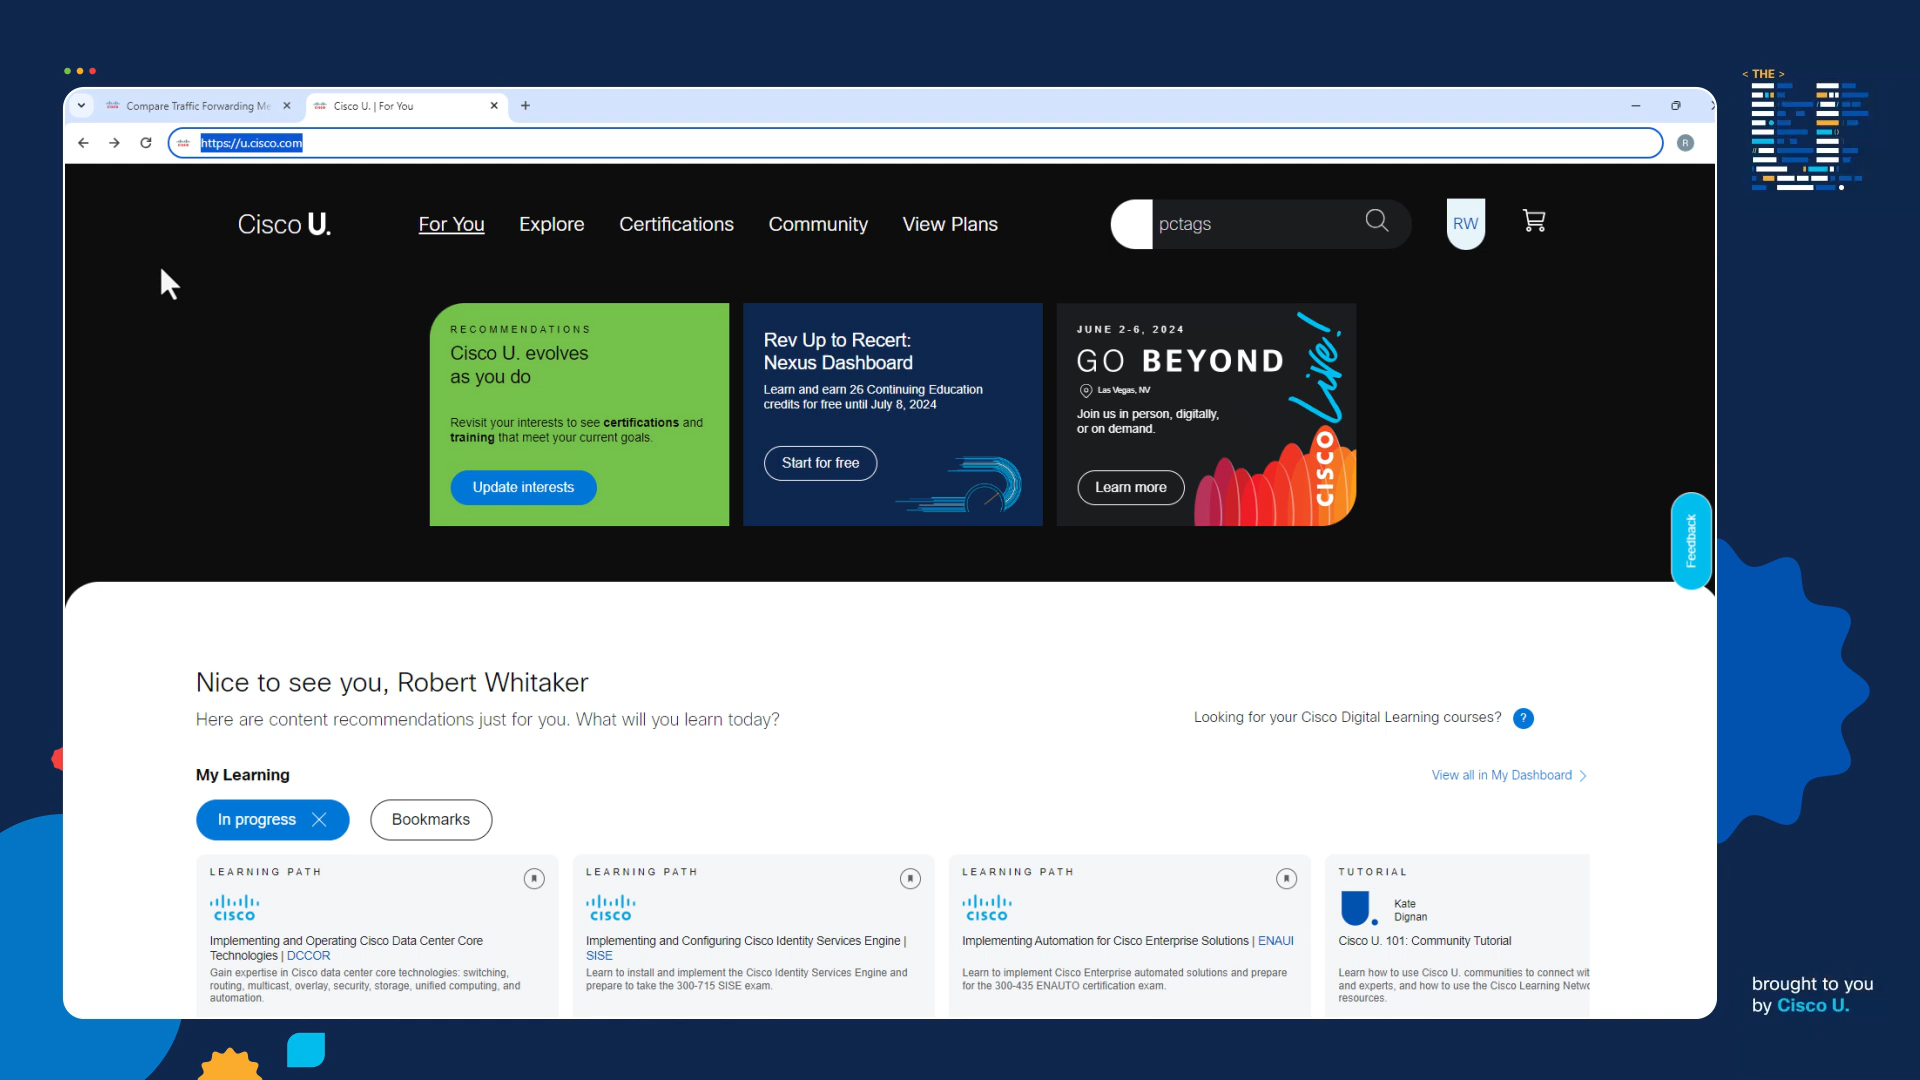 < THE >
Compare Traffic Forwarding Me
Cisco U. | For You
https://u.cisco.com
R
Cisco U.
For You
Explore
Certifications
Community
View Plans
pctags
RW
RECOMMENDATIONS
Cisco U. evolves
as you do
Revisit your interests to see certifications and
training that meet your current goals.
Update interests
Rev Up to Recert:
Nexus Dashboard
Learn and earn 26 Continuing Education
credits for free until July 8, 2024
Start for free
JUNE 2-6, 2024
GO BEYOND
Las Vegas, NV
Join us in person, digitally,
or on demand.
Learn more
CISCO Live!
Feedback
Nice to see you, Robert Whitaker
Here are content recommendations just for you. What will you learn today?
Looking for your Cisco Digital Learning courses?
?
My Learning
View all in My Dashboard
In progress
Bookmarks
LEARNING PATH
CISCO
Implementing and Operating Cisco Data Center Core
Technologies | DCCOR
Gain expertise in Cisco data center core technologies: switching,
routing, multicast, overlay, security, storage, unified computing, and
automation.
LEARNING PATH
CISCO
Implementing and Configuring Cisco Identity Services Engine |
SISE
Learn to install and implement the Cisco Identity Services Engine and
prepare to take the 300-715 SISE exam.
LEARNING PATH
CISCO
Implementing Automation for Cisco Enterprise Solutions | ENAUI
Learn to implement Cisco Enterprise automated solutions and prepare
for the 300-435 ENAUTO certification exam.
TUTORIAL
U.
Kate
Dignan
Cisco U. 101: Community Tutorial
Learn how to use Cisco U. communities to connect wit
and experts, and how to use the Cisco Learning Netwo
resources.
brought to you
by Cisco U.